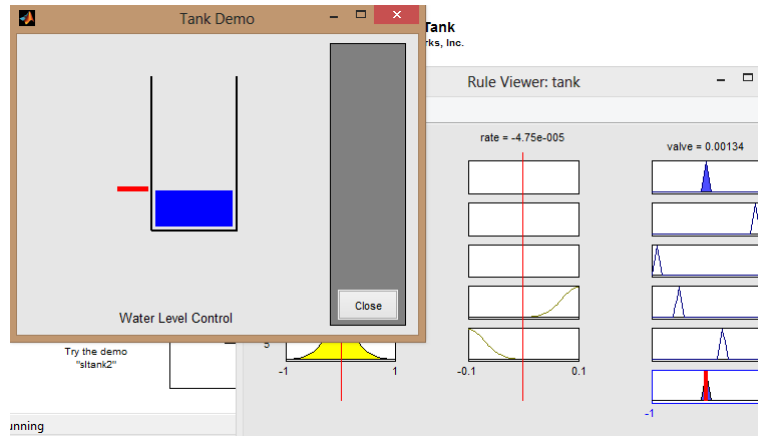 Tank Demo
Tank
rks, Inc.
Rule Viewer: tank
rate = -4.75e-005
valve = 0.00134
Close
Water Level Control
Try the demo
"sltank2"
5
-1
1
-0.1
0.1
-1
unning